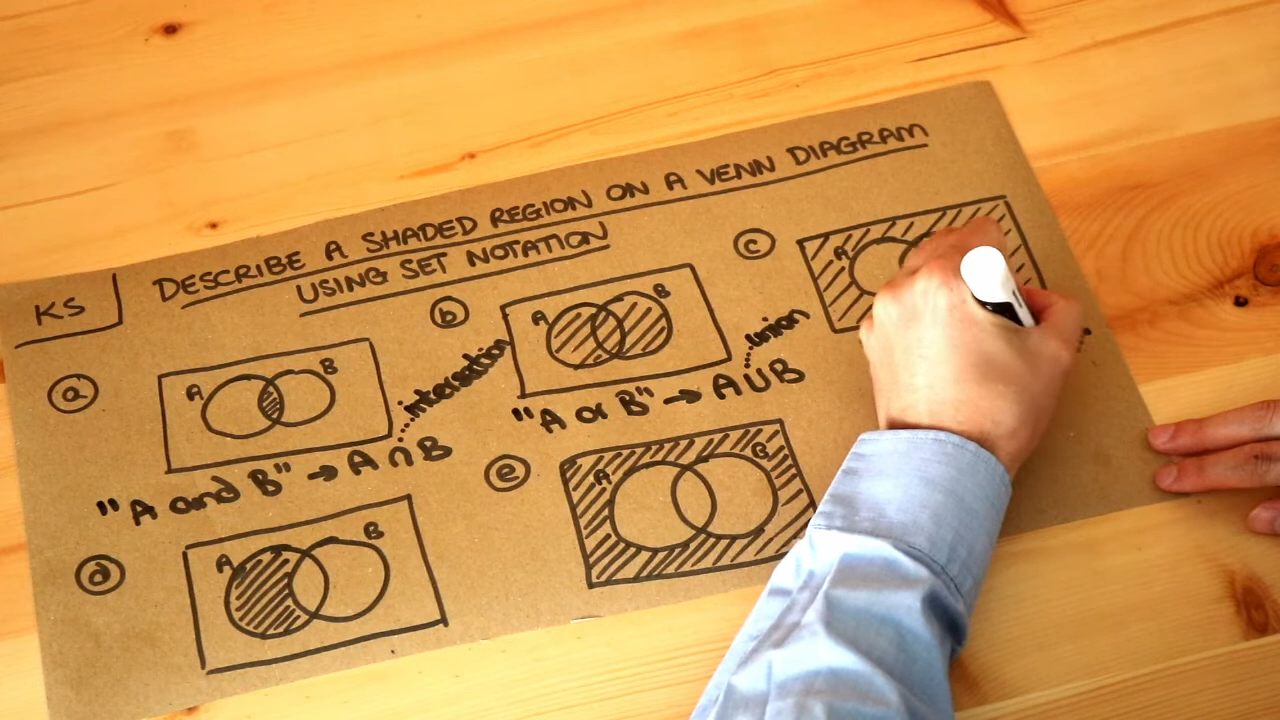 KS
DESCRIBE A SHADED REGION ON A VENN DIAGRAM
USING SET NOTATION
a
A B
"A and B" → A∩B
intersection
b
A B
"A or B" → A∪B
union
c
A
d
A B
e
A B